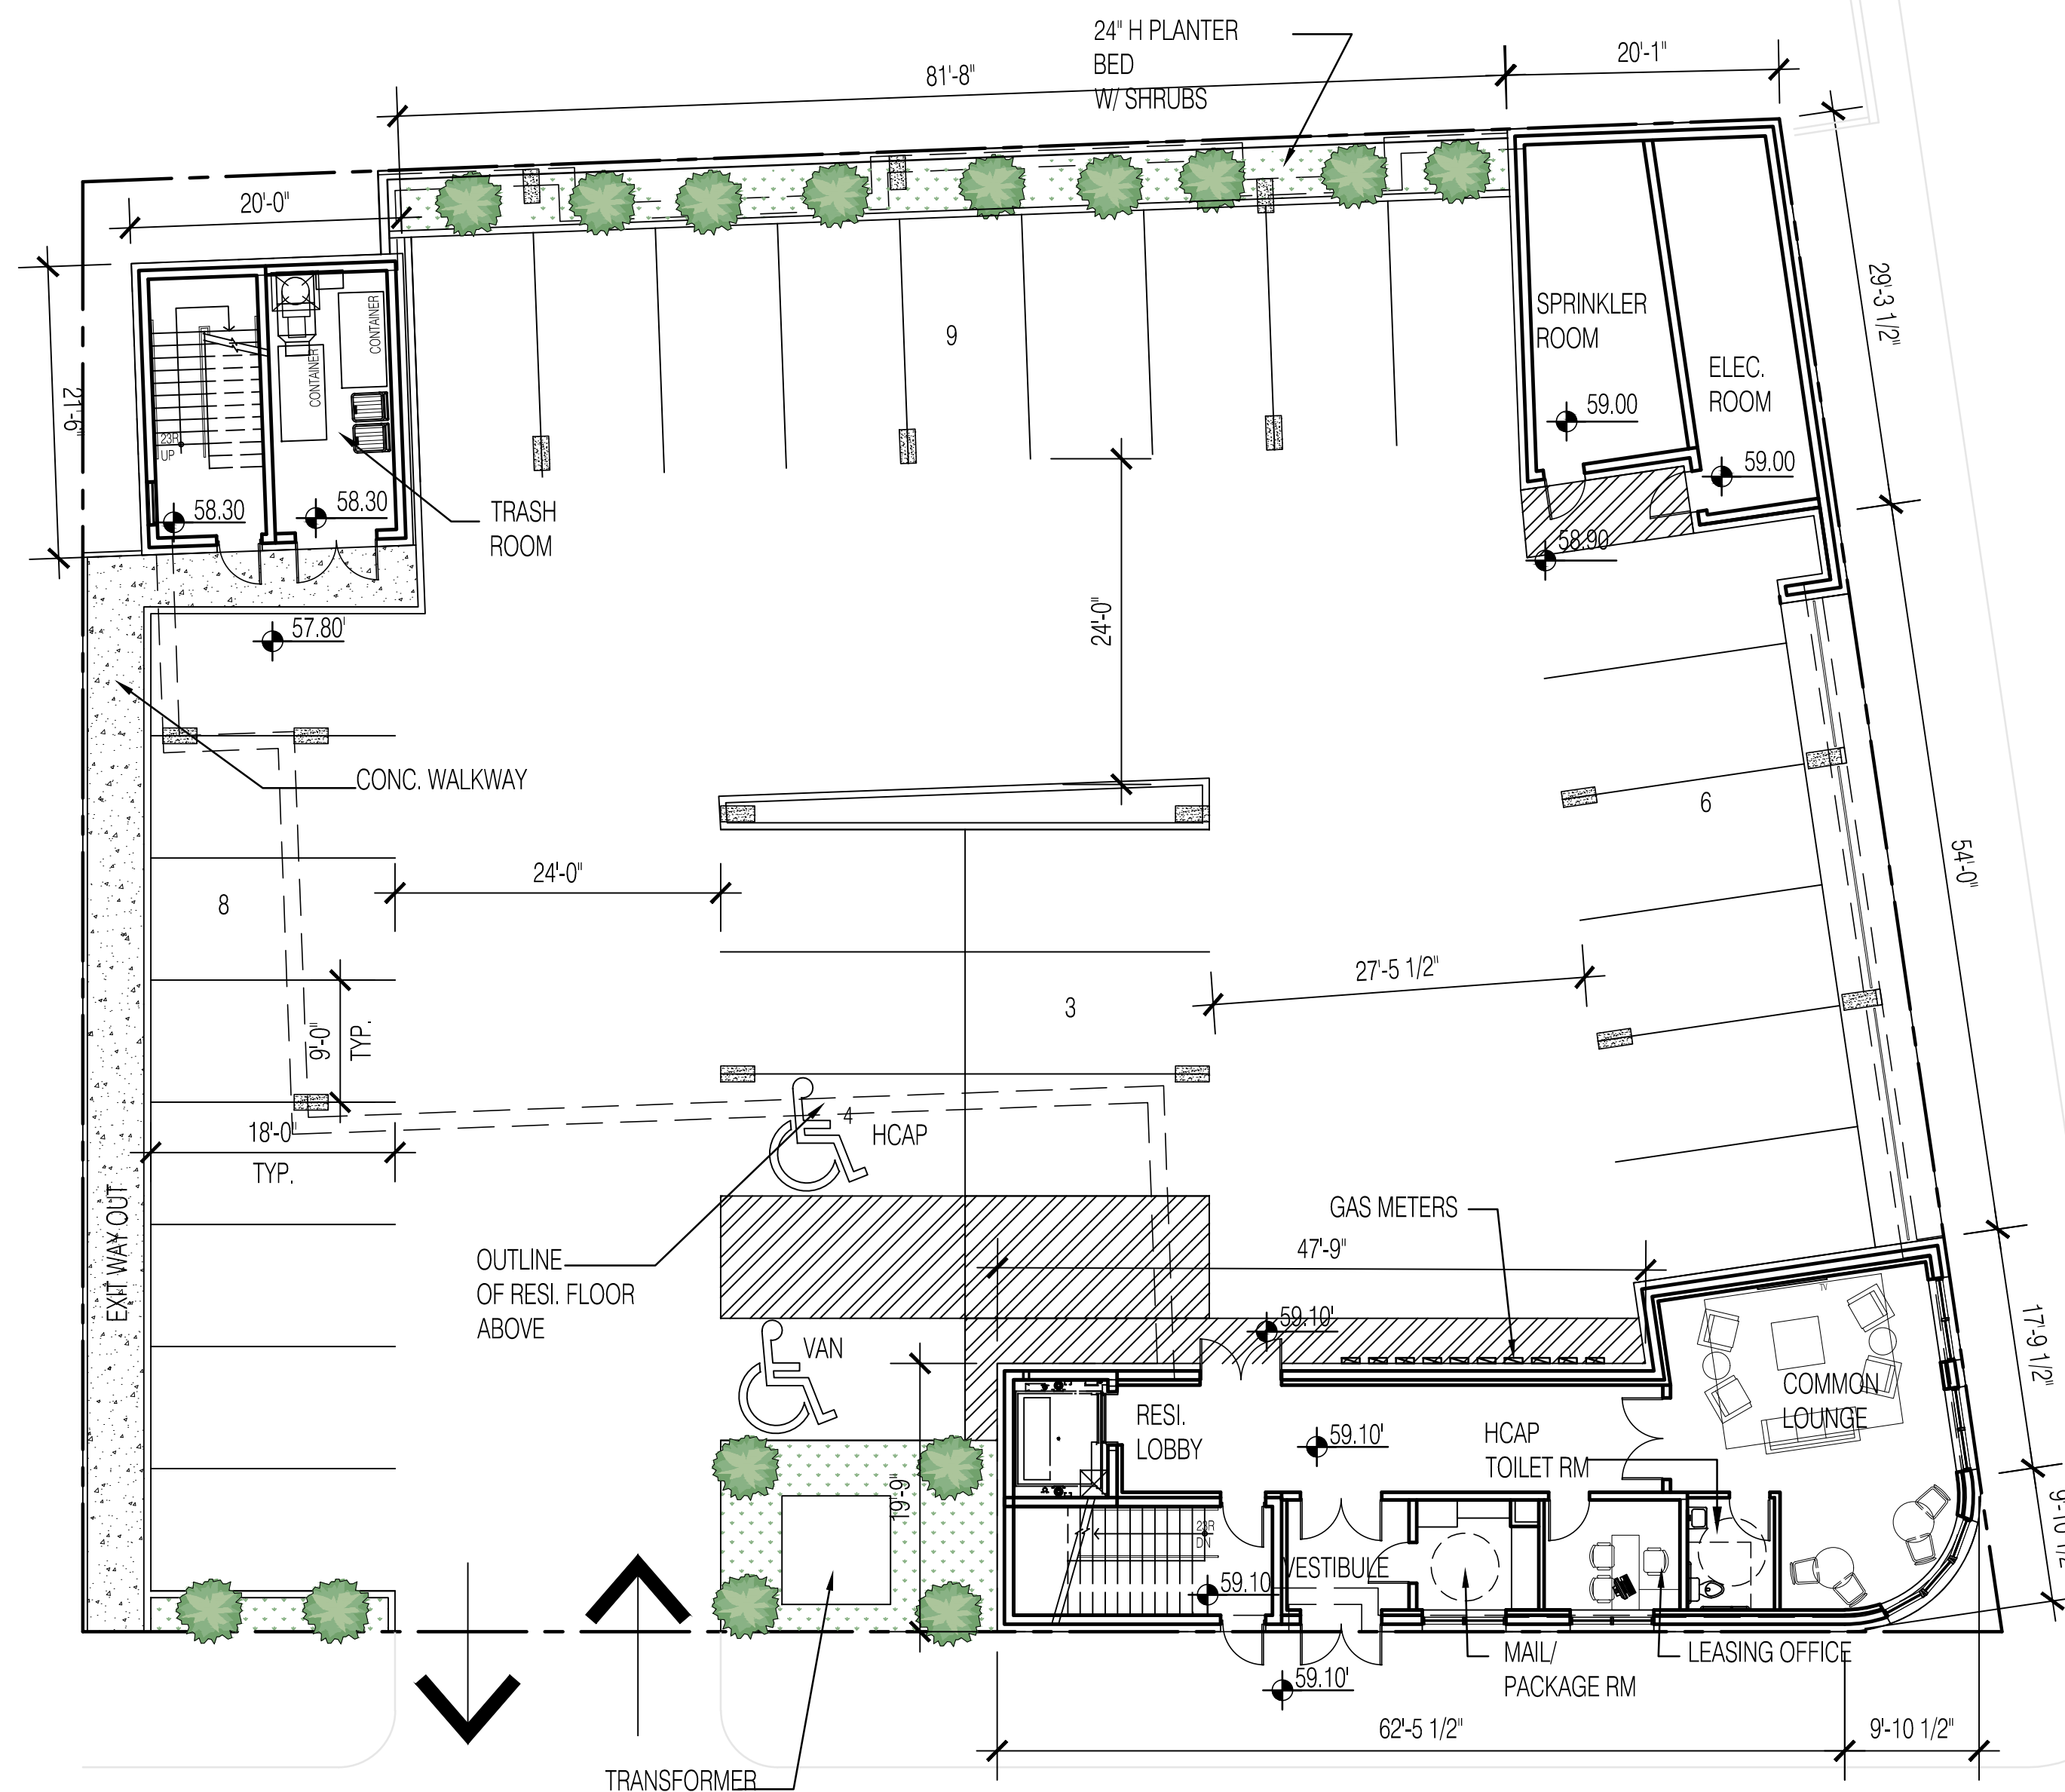 24" H PLANTER
BED
W/ SHRUBS
81'-8"
20'-1"
20'-0"
29'-3 1/2"
21'-6"
CONTAINER
CONTAINER
9
SPRINKLER
ROOM
ELEC.
ROOM
59.00
59.00
23R
UP
58.30
58.30
TRASH
ROOM
58.90
57.80'
24'-0"
CONC. WALKWAY
6
54'-0"
8
24'-0"
27'-5 1/2"
3
9'-0"
TYP.
18'-0"
TYP.
4
HCAP
EXIT WAY OUT
GAS METERS
47'-9"
OUTLINE
OF RESI. FLOOR
ABOVE
59.10'
VAN
TV
17'-9 1/2"
COMMON
LOUNGE
RESI.
LOBBY
59.10'
HCAP
TOILET RM
19'-9"
23R
DN
VESTIBULE
59.10
9'-10 1/2"
MAIL/
PACKAGE RM
LEASING OFFICE
59.10'
62'-5 1/2"
9'-10 1/2"
TRANSFORMER